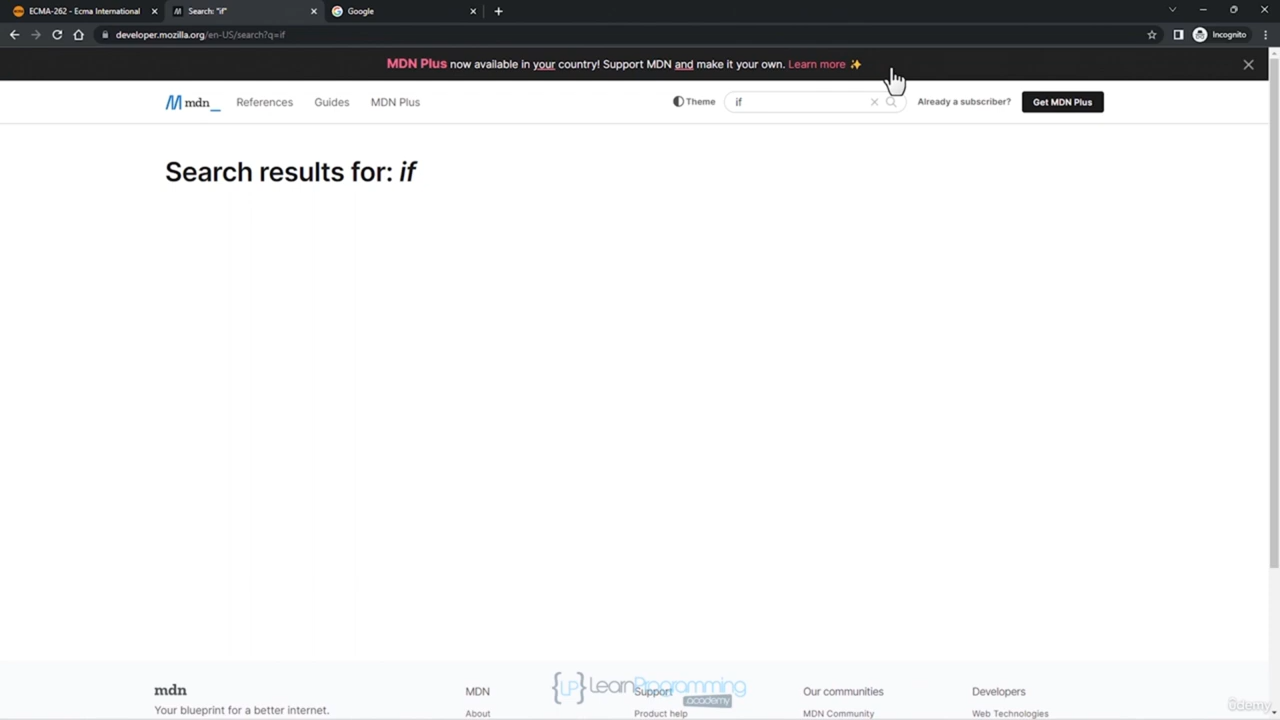 ECMA-262 - Ecma International
Search: "if"
Google
developer.mozilla.org/en-US/search?q=if
Incognito
MDN Plus now available in your country! Support MDN and make it your own. Learn more ✨
mdn_
References
Guides
MDN Plus
Theme
if
Already a subscriber?
Get MDN Plus
Search results for: if
mdn
Your blueprint for a better internet.
MDN
About
Support
Product help
Our communities
MDN Community
Developers
Web Technologies
{LP} LearnProgramming
academy
ûdemy